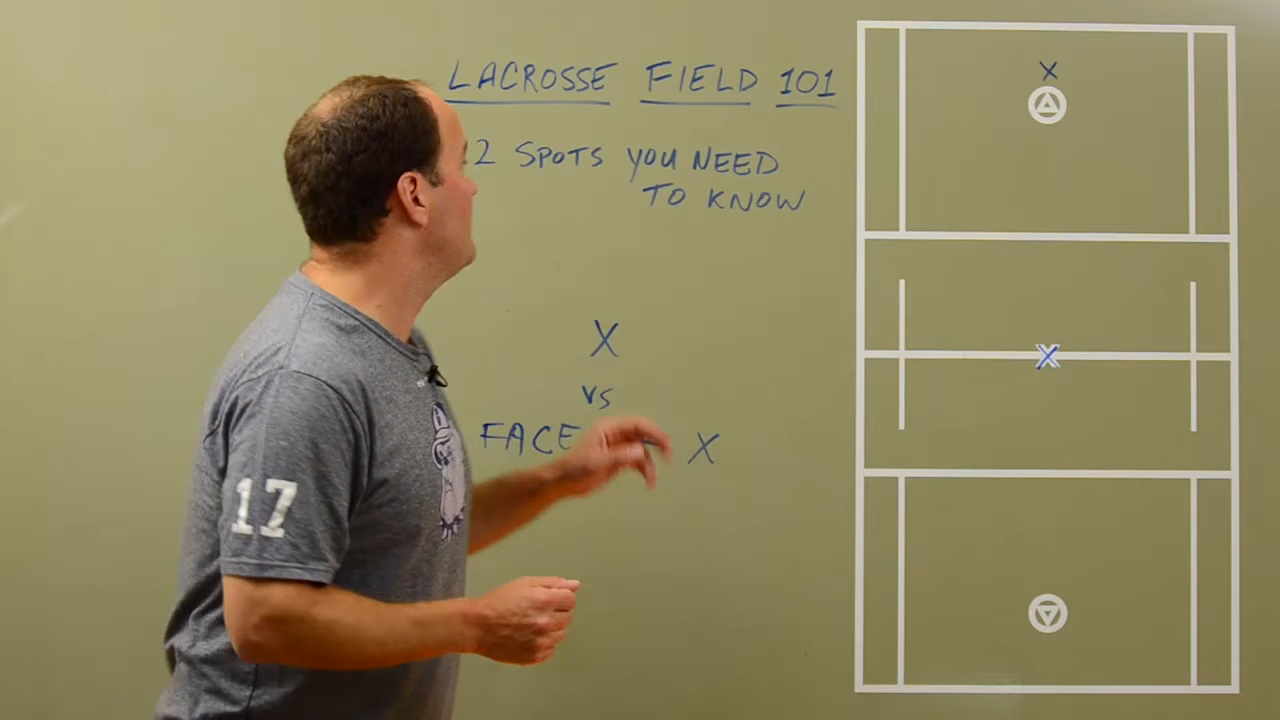 LACROSSE FIELD 101
2 SPOTS YOU NEED
TO KNOW
X
vs
FACE X
X
X
17